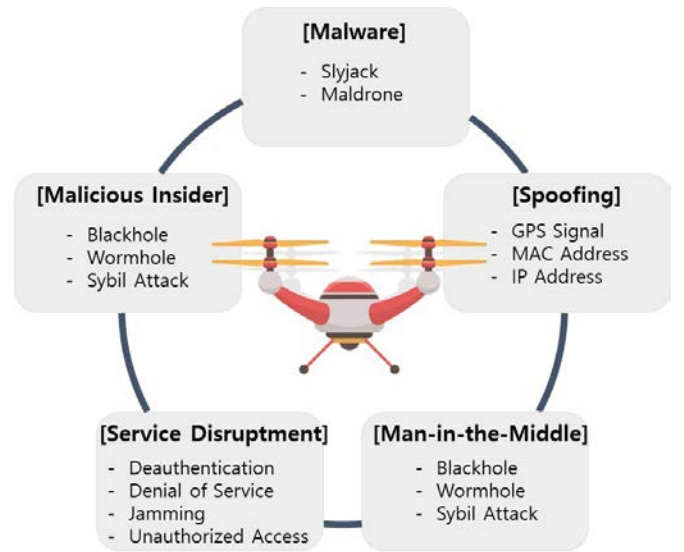 [Malware]
- Slyjack
- Maldrone
[Malicious Insider]
- Blackhole
- Wormhole
- Sybil Attack
[Spoofing]
- GPS Signal
- MAC Address
- IP Address
[Service Disruptment]
- Deauthentication
- Denial of Service
- Jamming
- Unauthorized Access
[Man-in-the-Middle]
- Blackhole
- Wormhole
- Sybil Attack